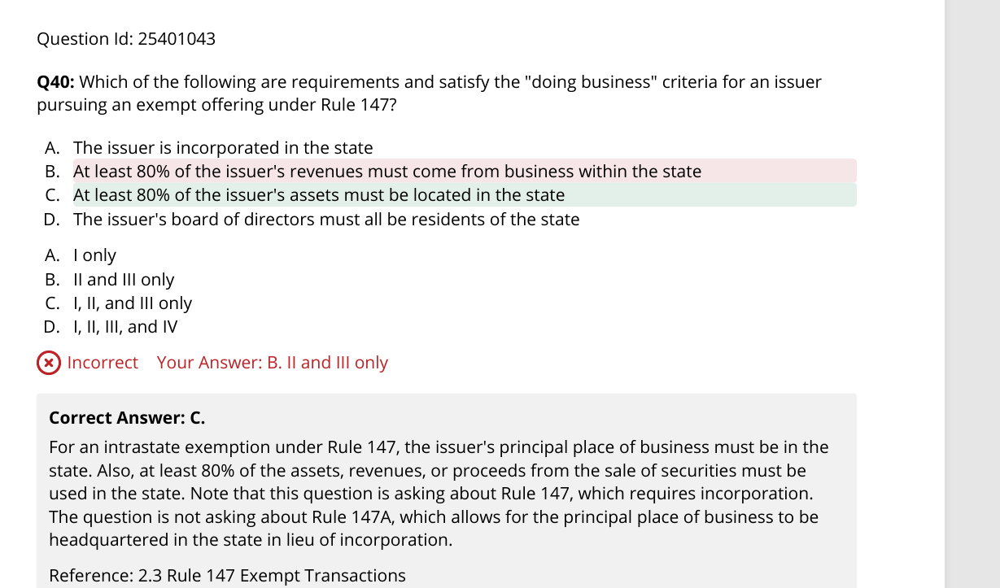 Question Id: 25401043
Q40: Which of the following are requirements and satisfy the "doing business" criteria for an issuer
pursuing an exempt offering under Rule 147?
A. The issuer is incorporated in the state
B. At least 80% of the issuer's revenues must come from business within the state
C. At least 80% of the issuer's assets must be located in the state
D. The issuer's board of directors must all be residents of the state
A. I only
B. II and III only
C. I, II, and III only
D. I, II, III, and IV
Incorrect Your Answer: B. II and III only
Correct Answer: C.
For an intrastate exemption under Rule 147, the issuer's principal place of business must be in the
state. Also, at least 80% of the assets, revenues, or proceeds from the sale of securities must be
used in the state. Note that this question is asking about Rule 147, which requires incorporation.
The question is not asking about Rule 147A, which allows for the principal place of business to be
headquartered in the state in lieu of incorporation.
Reference: 2.3 Rule 147 Exempt Transactions